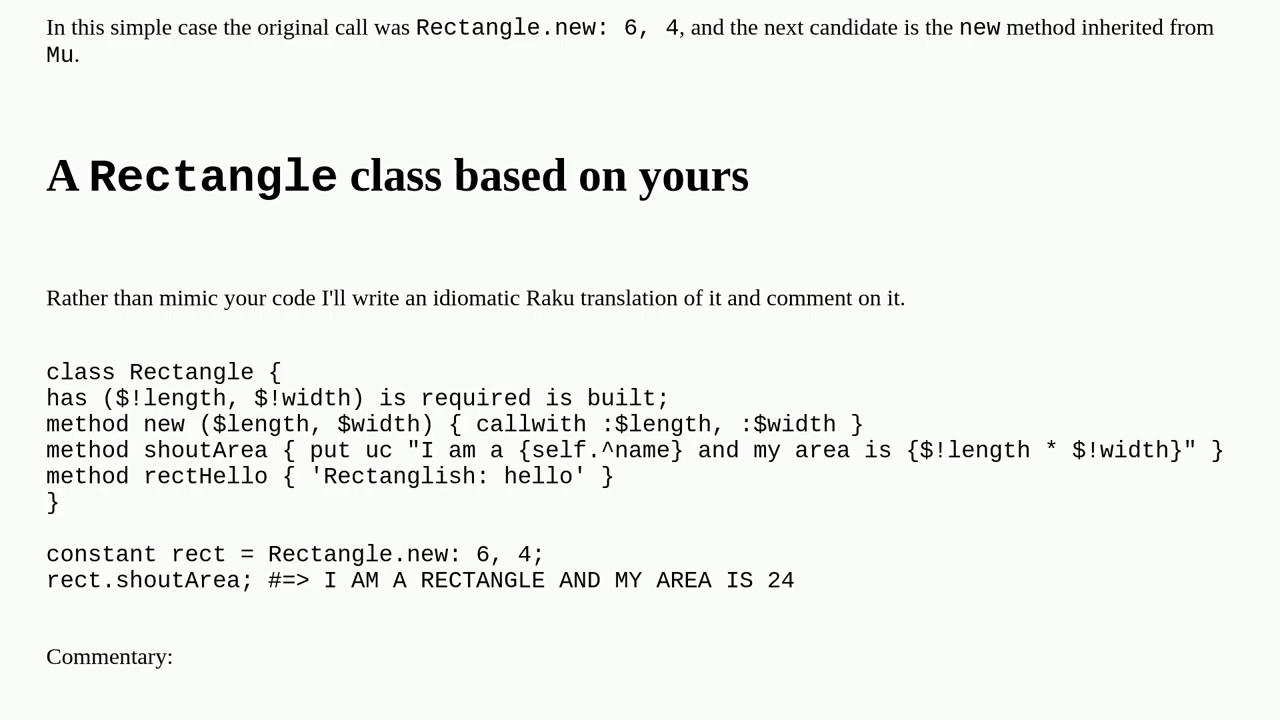 In this simple case the original call was Rectangle.new: 6, 4, and the next candidate is the new method inherited from
Mu.
A Rectangle class based on yours
Rather than mimic your code I'll write an idiomatic Raku translation of it and comment on it.
class Rectangle {
has ($!length, $!width) is required is built;
method new ($length, $width) { callwith :$length, :$width }
method shoutArea { put uc "I am a {self.^name} and my area is {$!length * $!width}" }
method rectHello { 'Rectanglish: hello' }
}
constant rect = Rectangle.new: 6, 4;
rect.shoutArea; #=> I AM A RECTANGLE AND MY AREA IS 24
Commentary: